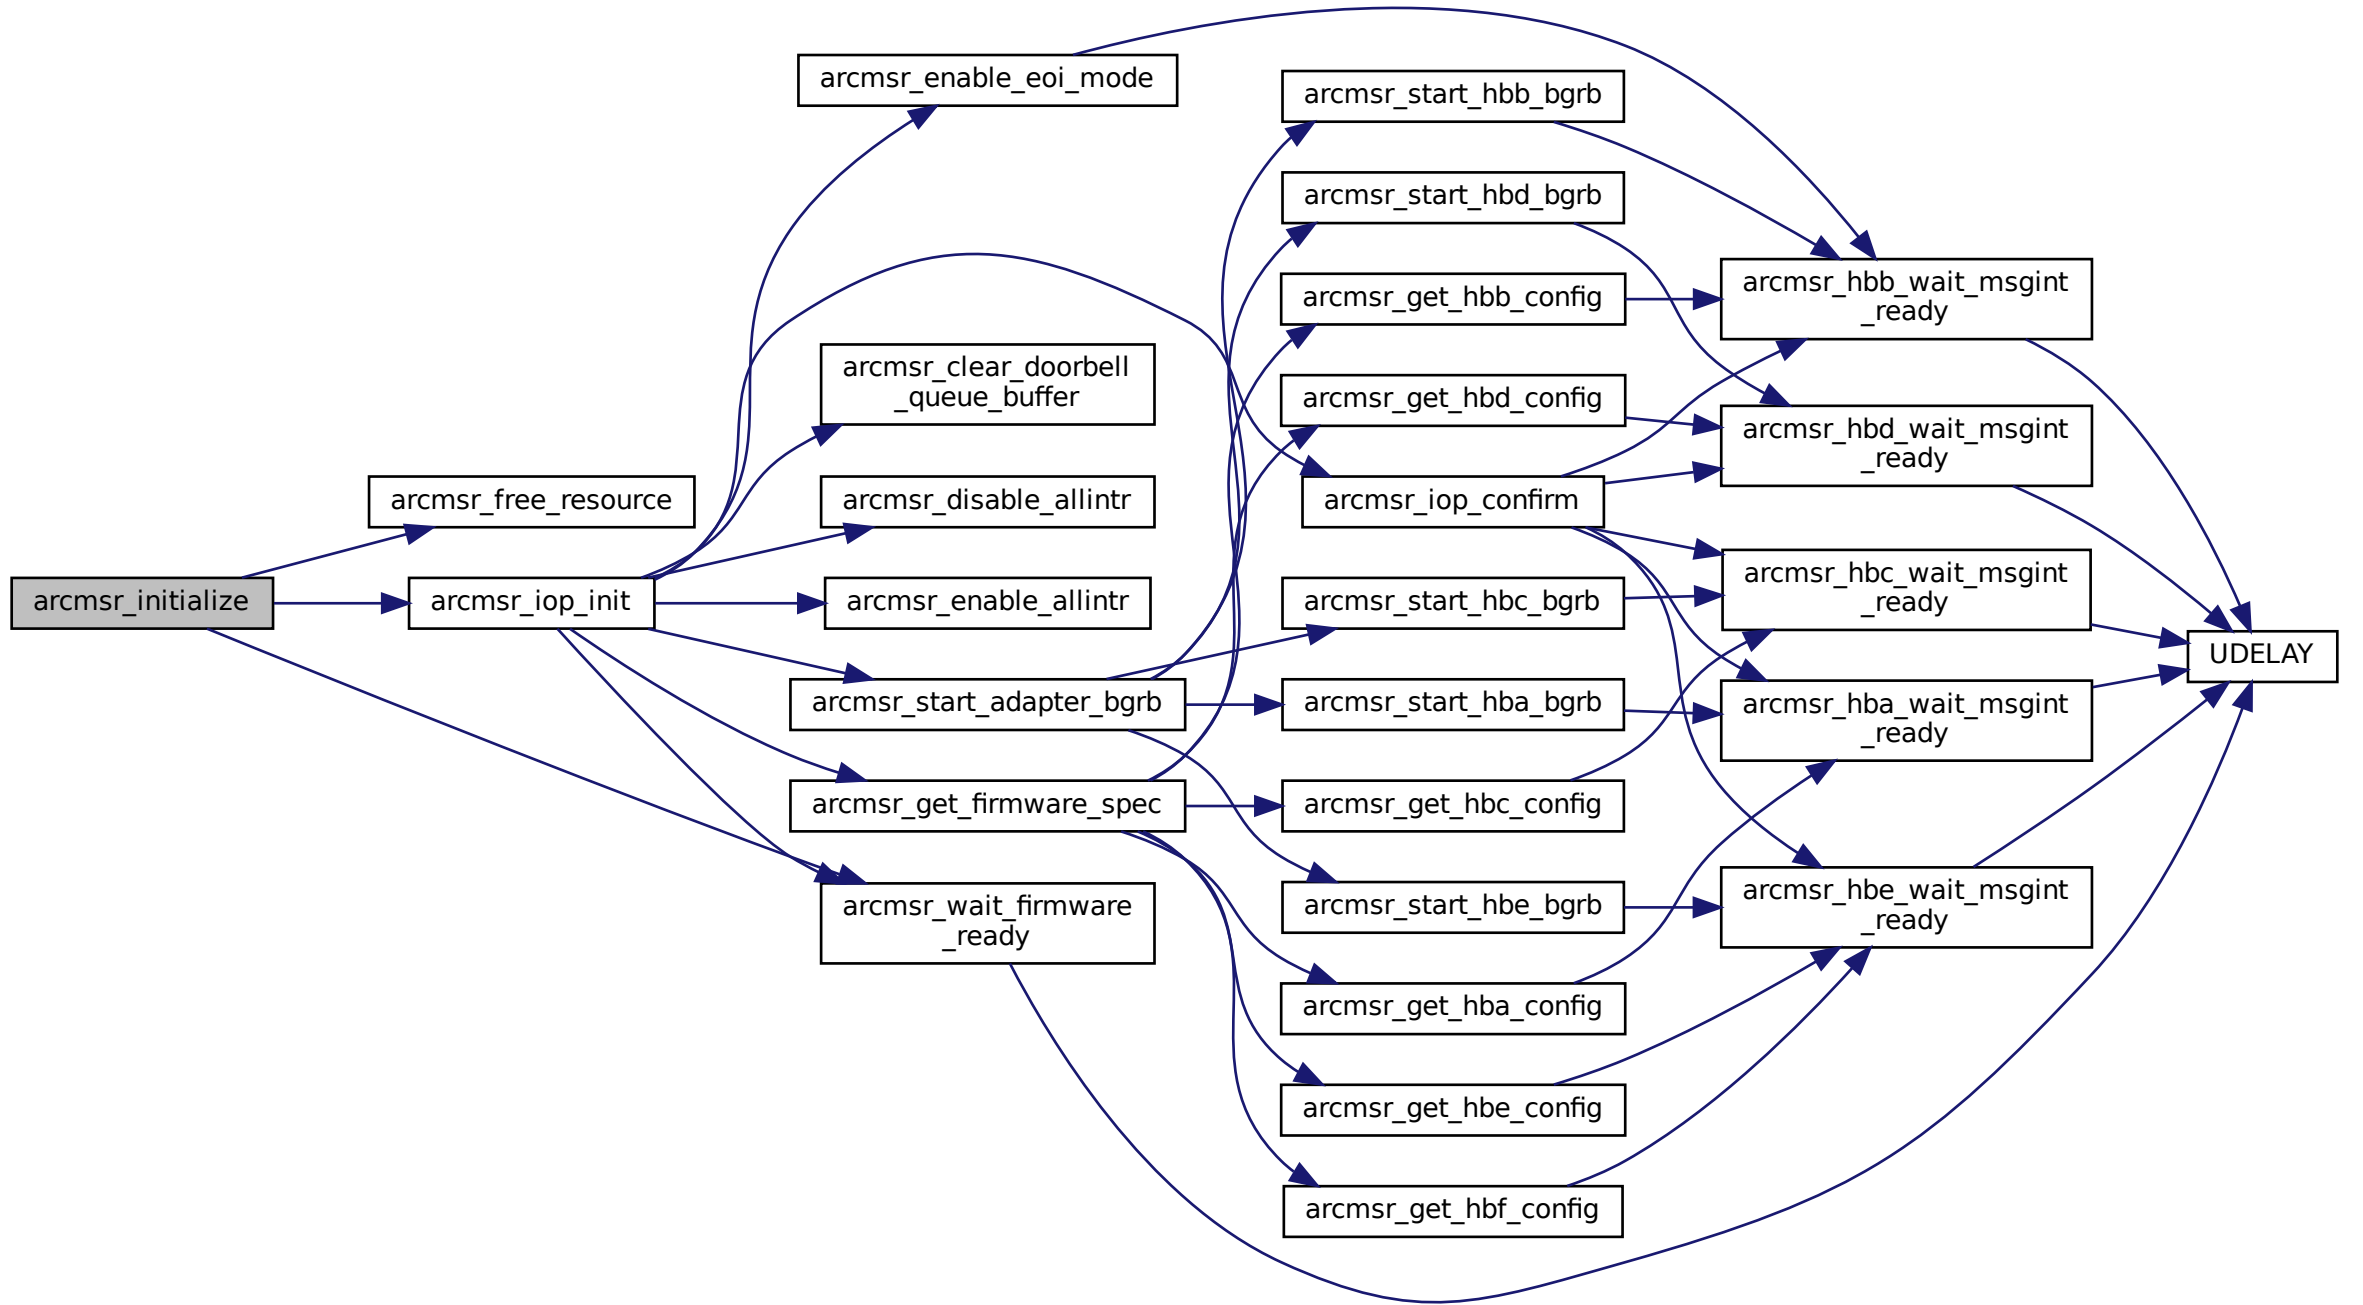 arcmsr_initialize
arcmsr_free_resource
arcmsr_iop_init
arcmsr_enable_eoi_mode
arcmsr_clear_doorbell
_queue_buffer
arcmsr_disable_allintr
arcmsr_enable_allintr
arcmsr_start_adapter_bgrb
arcmsr_get_firmware_spec
arcmsr_wait_firmware
_ready
arcmsr_start_hbb_bgrb
arcmsr_start_hbd_bgrb
arcmsr_get_hbb_config
arcmsr_get_hbd_config
arcmsr_iop_confirm
arcmsr_start_hbc_bgrb
arcmsr_start_hba_bgrb
arcmsr_get_hbc_config
arcmsr_start_hbe_bgrb
arcmsr_get_hba_config
arcmsr_get_hbe_config
arcmsr_get_hbf_config
arcmsr_hbb_wait_msgint
_ready
arcmsr_hbd_wait_msgint
_ready
arcmsr_hbc_wait_msgint
_ready
arcmsr_hba_wait_msgint
_ready
arcmsr_hbe_wait_msgint
_ready
UDELAY